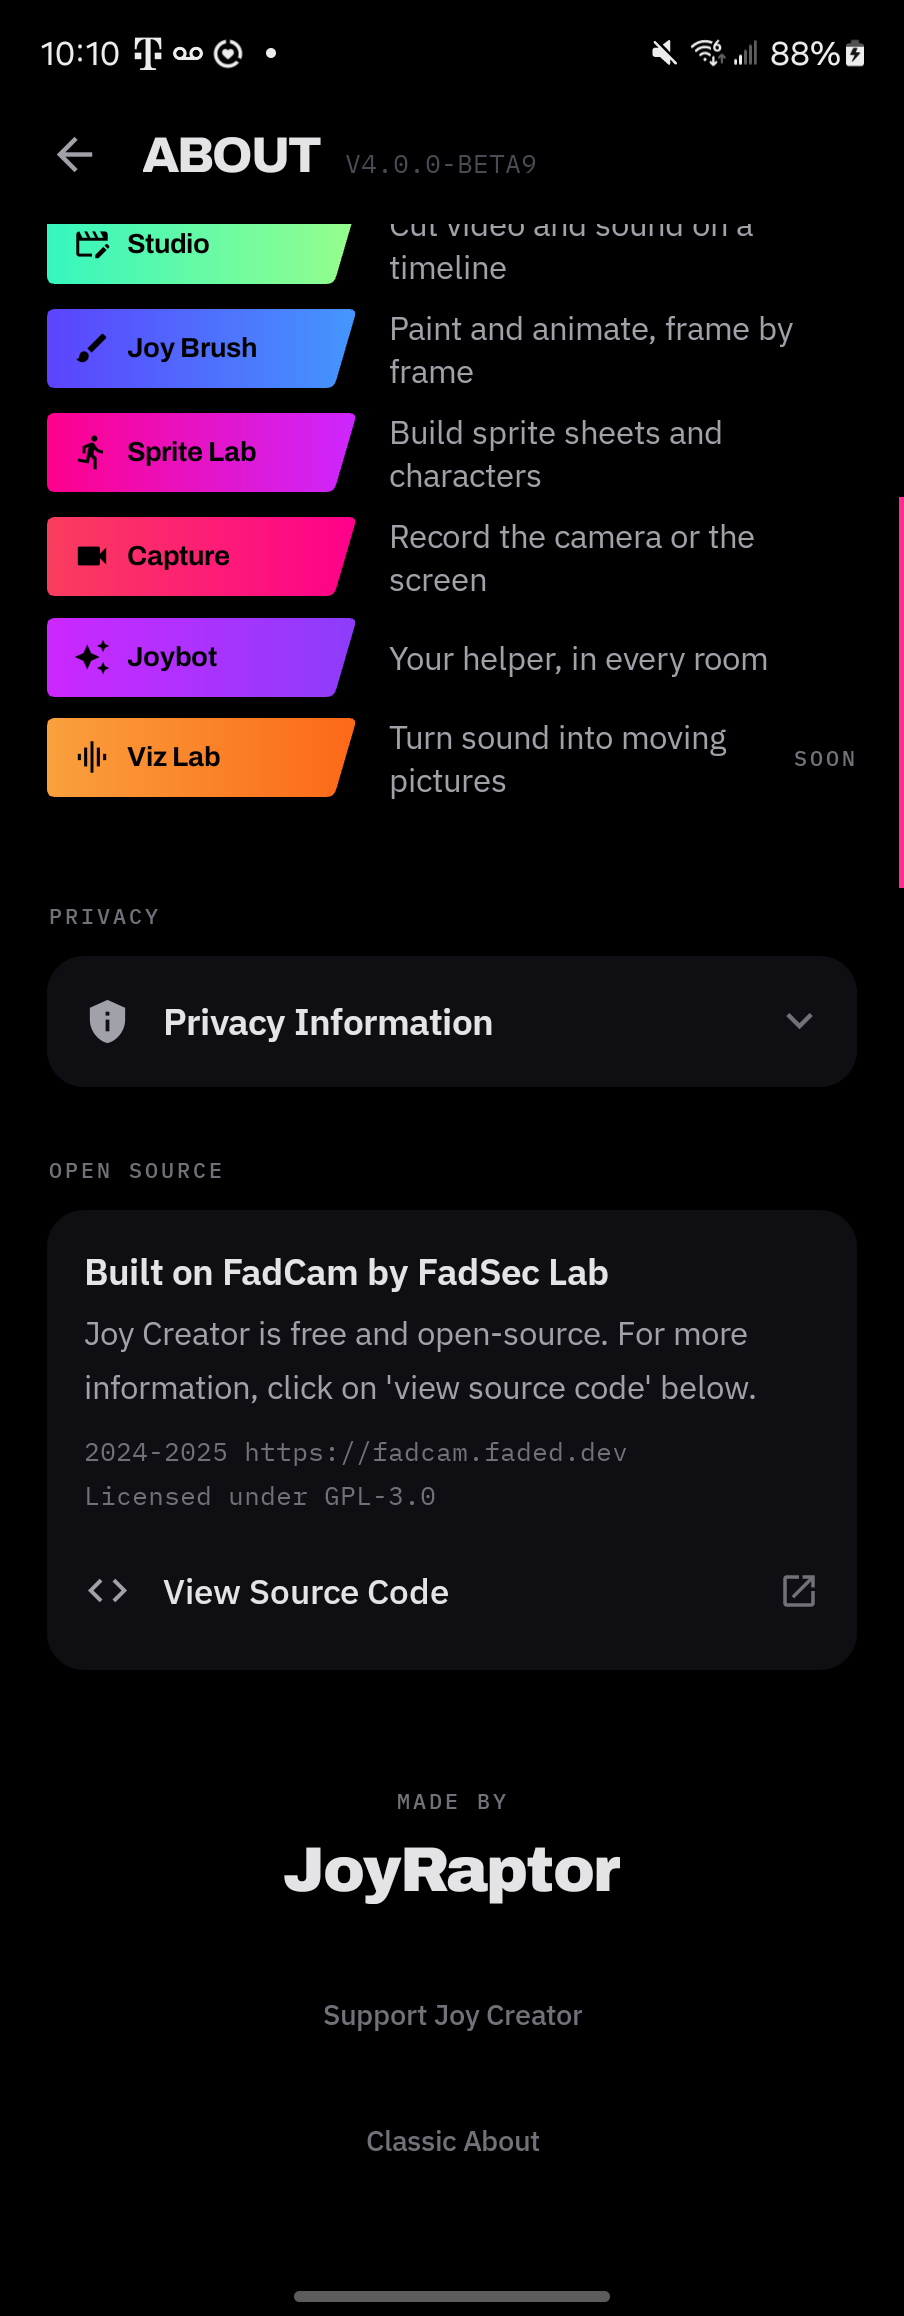 10:10 88%
ABOUT V4.0.0-BETA9
Studio
Cut video and sound on a
timeline
Joy Brush
Paint and animate, frame by
frame
Sprite Lab
Build sprite sheets and
characters
Capture
Record the camera or the
screen
Joybot
Your helper, in every room
Viz Lab
Turn sound into moving
pictures
SOON
PRIVACY
Privacy Information
OPEN SOURCE
Built on FadCam by FadSec Lab
Joy Creator is free and open-source. For more
information, click on 'view source code' below.
2024-2025 https://fadcam.faded.dev
Licensed under GPL-3.0
View Source Code
MADE BY
JoyRaptor
Support Joy Creator
Classic About